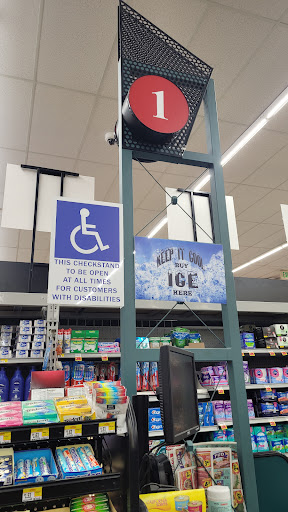 1
THIS CHECKSTAND
TO BE OPEN
AT ALL TIMES
FOR CUSTOMERS
WITH DISABILITIES
KEEP IT COOL
BUY
ICE
HERE